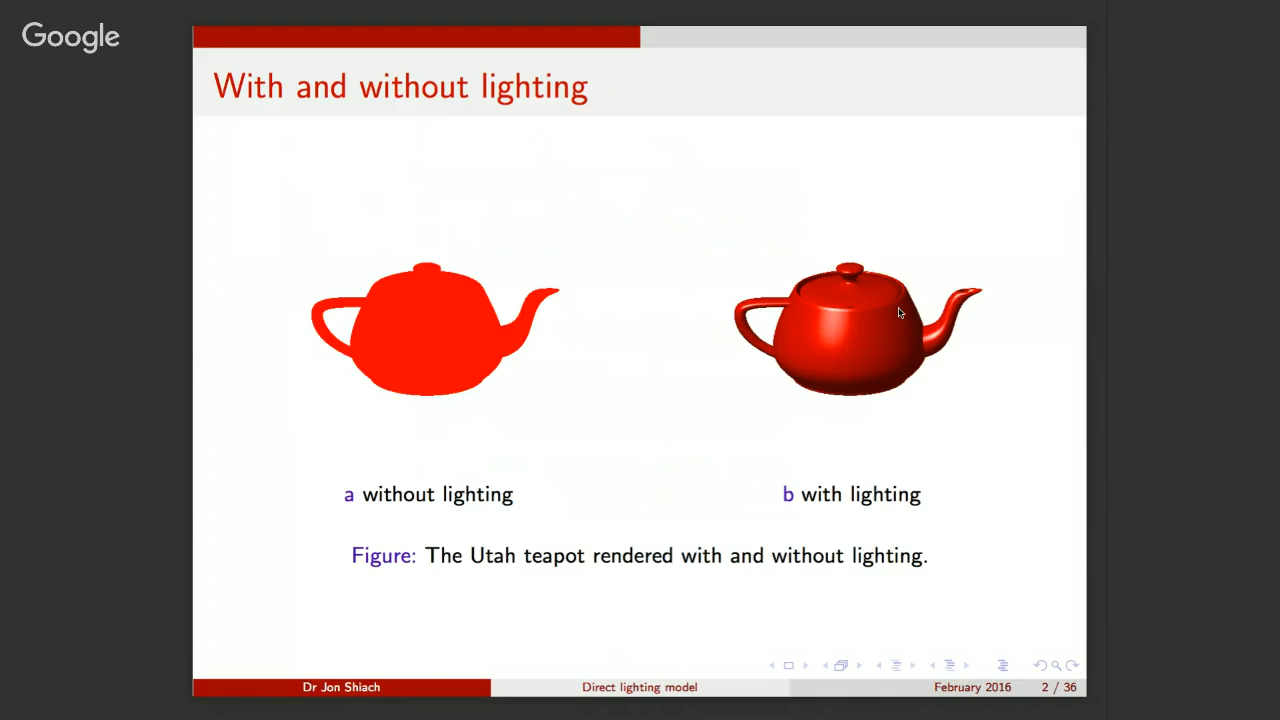 Google
With and without lighting
a without lighting
b with lighting
Figure: The Utah teapot rendered with and without lighting.
Dr Jon Shiach
Direct lighting model
February 2016
2 / 36